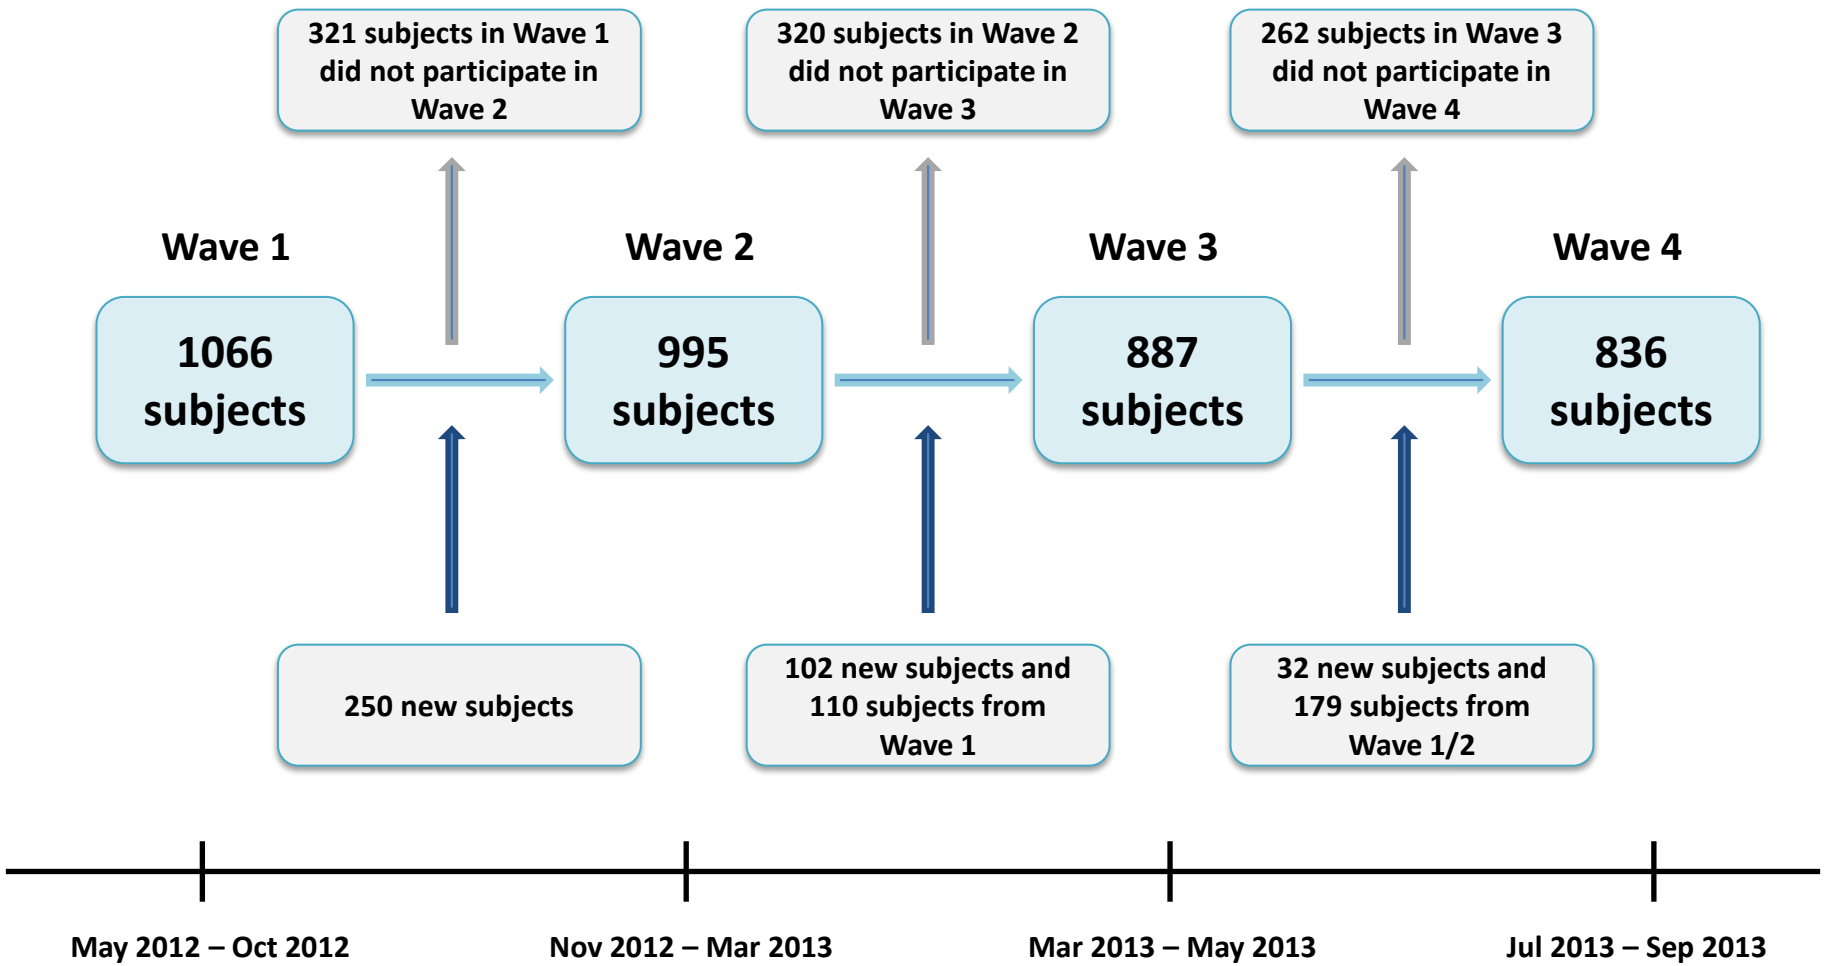 321 subjects in Wave 1
did not participate in
Wave 2
320 subjects in Wave 2
did not participate in
Wave 3
262 subjects in Wave 3
did not participate in
Wave 4
Wave 1
Wave 2
Wave 3
Wave 4
1066
subjects
995
subjects
887
subjects
836
subjects
250 new subjects
102 new subjects and
110 subjects from
Wave 1
32 new subjects and
179 subjects from
Wave 1/2
May 2012 – Oct 2012
Nov 2012 – Mar 2013
Mar 2013 – May 2013
Jul 2013 – Sep 2013